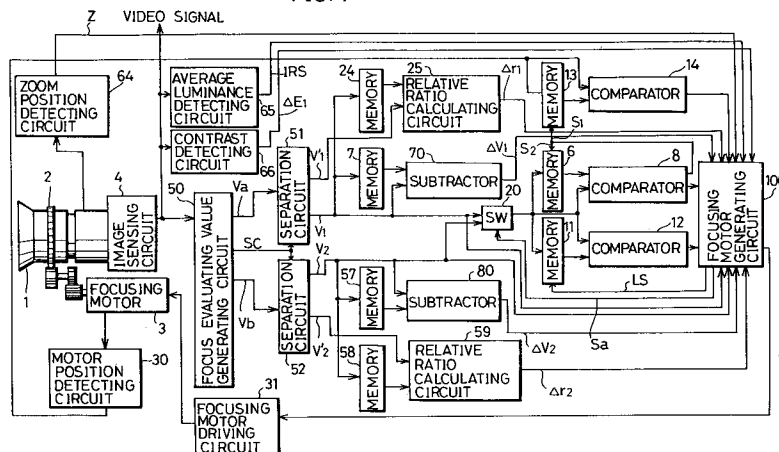 Z
VIDEO SIGNAL
64
ZOOM
POSITION
DETECTING
CIRCUIT
AVERAGE
LUMINANCE
DETECTING
CIRCUIT
65
IRS
CONTRAST
DETECTING
CIRCUIT
66
ΔE1
24
MEMORY
25
RELATIVE
RATIO
CALCULATING
CIRCUIT
Δr1
13
MEMORY
14
COMPARATOR
S1
S2
51
SEPARATION
CIRCUIT
V'1
V1
7
MEMORY
70
SUBTRACTOR
ΔV1
20
SW
6
MEMORY
8
COMPARATOR
11
MEMORY
12
COMPARATOR
LS
Sa
100
FOCUSING
MOTOR
GENERATING
CIRCUIT
1
2
4
IMAGE
SENSING
CIRCUIT
50
FOCUS EVALUATING VALUE
GENERATING CIRCUIT
Va
SC
Vb
SEPARATION
CIRCUIT
52
V2
V'2
57
MEMORY
80
SUBTRACTOR
ΔV2
58
MEMORY
59
RELATIVE
RATIO
CALCULATING
CIRCUIT
Δr2
FOCUSING
MOTOR
3
MOTOR
POSITION
DETECTING
CIRCUIT
30
31
FOCUSING
MOTOR
DRIVING
CIRCUIT